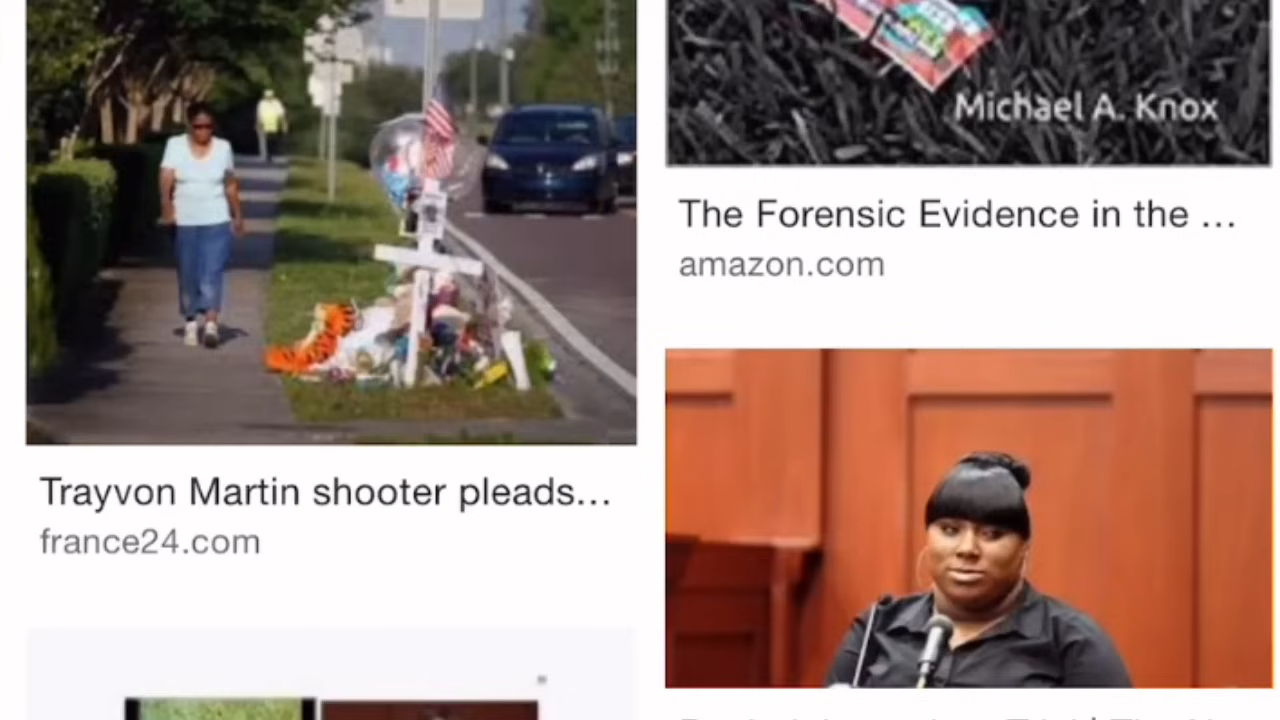 Michael A. Knox
The Forensic Evidence in the ...
amazon.com
Trayvon Martin shooter pleads...
france24.com